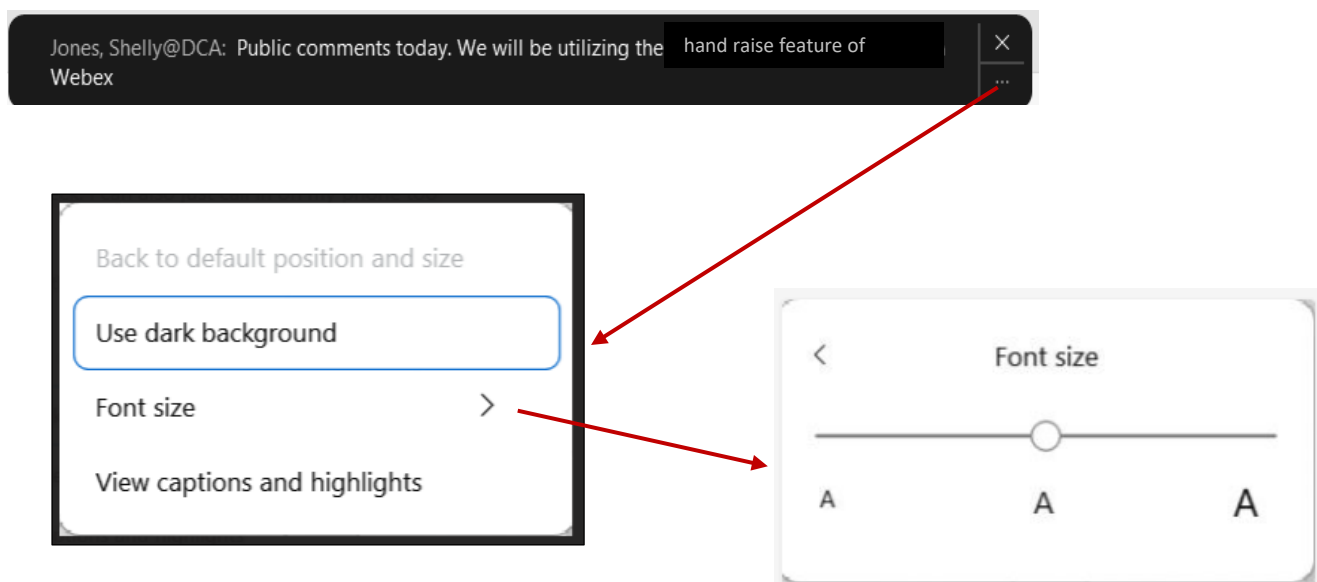 Jones, Shelly@DCA: Public comments today. We will be utilizing the hand raise feature of
Webex
Back to default position and size
Use dark background
Font size
View captions and highlights
Font size
A A A